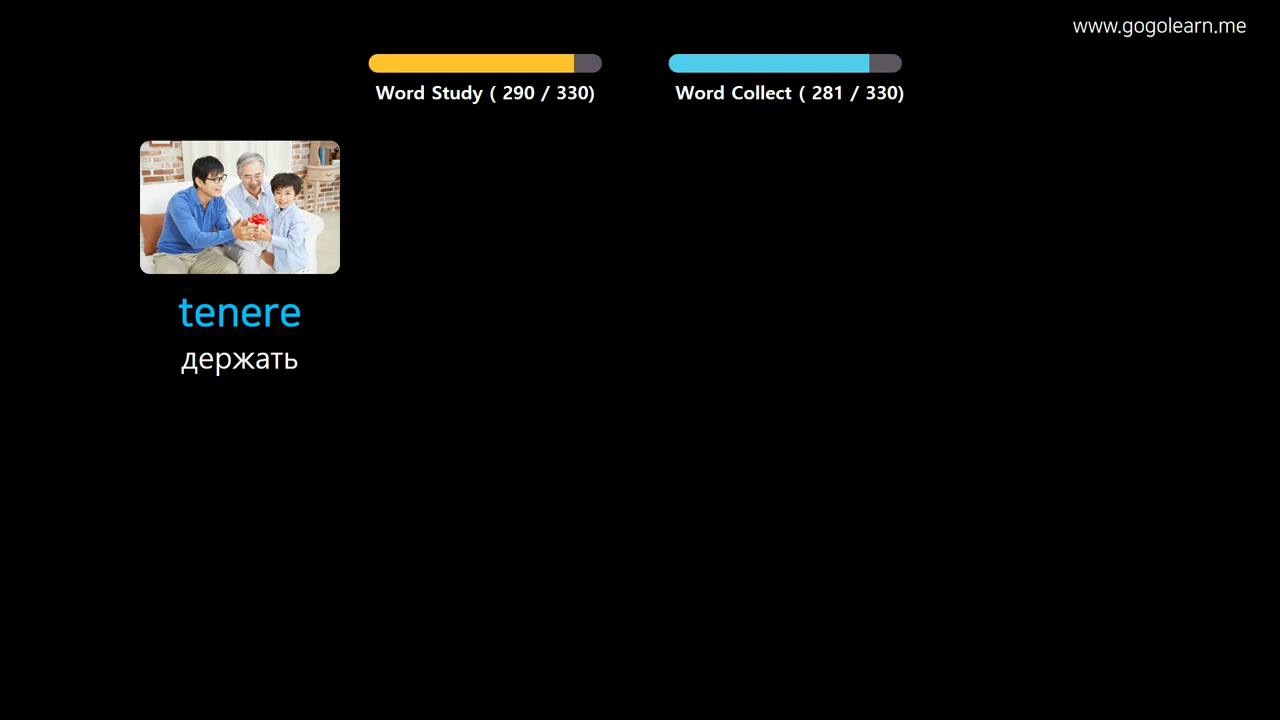 www.gogolearn.me
Word Study ( 290 / 330)
Word Collect ( 281 / 330)
tenere
держать